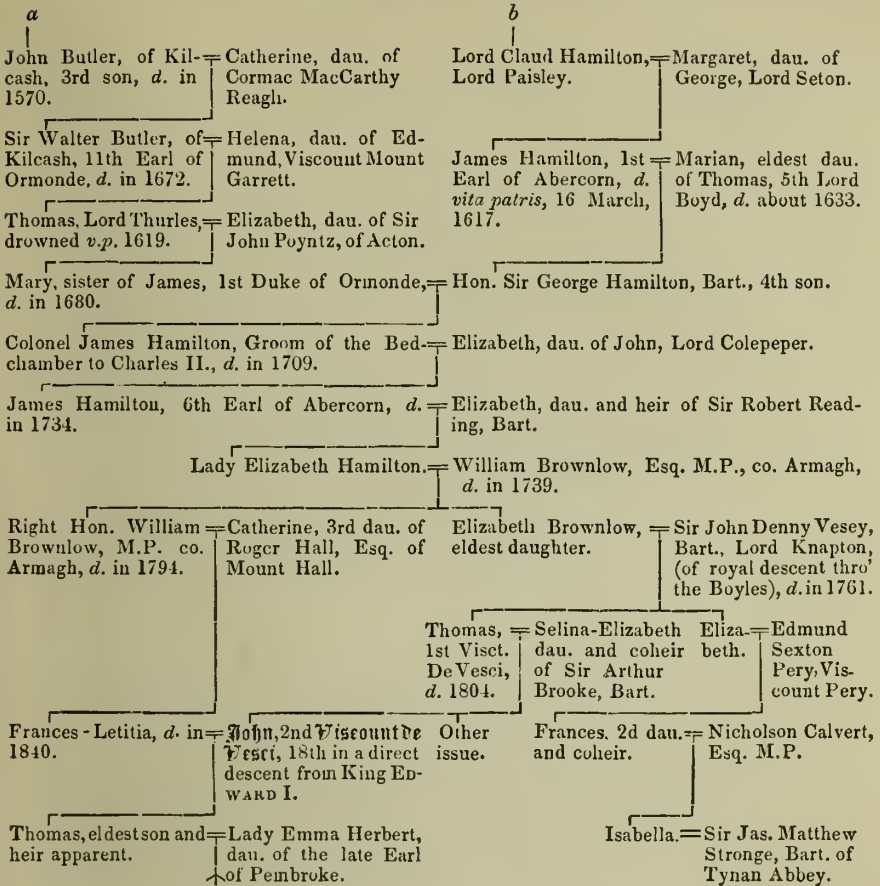 a
b
John Butler, of Kil-
cash, 3rd son, d. in
1570.
Catherine, dau. of
Cormac MacCarthy
Reagh.
Lord Claud Hamilton,
Lord Paisley.
Margaret, dau. of
George, Lord Seton.
Sir Walter Butler, of
Kilcash, 11th Earl of
Ormonde, d. in 1672.
Helena, dau. of Ed-
mund, Viscount Mount
Garrett.
James Hamilton, 1st
Earl of Abercorn, d.
vita patris, 16 March,
1617.
Marian, eldest dau.
of Thomas, 5th Lord
Boyd, d. about 1633.
Thomas, Lord Thurles,
drowned v.p. 1619.
Elizabeth, dau. of Sir
John Poyntz, of Acton.
Mary, sister of James, 1st Duke of Ormonde,
d. in 1680.
Hon. Sir George Hamilton, Bart., 4th son.
Colonel James Hamilton, Groom of the Bed-
chamber to Charles II., d. in 1709.
Elizabeth, dau. of John, Lord Colepeper.
James Hamilton, 6th Earl of Abercorn, d.
in 1734.
Elizabeth, dau. and heir of Sir Robert Read-
ing, Bart.
Lady Elizabeth Hamilton.
William Brownlow, Esq. M.P., co. Armagh,
d. in 1739.
Right Hon. William
Brownlow, M.P. co.
Armagh, d. in 1794.
Catherine, 3rd dau. of
Roger Hall, Esq. of
Mount Hall.
Elizabeth Brownlow,
eldest daughter.
Sir John Denny Vesey,
Bart., Lord Knapton,
(of royal descent thro'
the Boyles), d. in 1761.
Thomas,
1st Visct.
De Vesci,
d. 1804.
Selina-Elizabeth
dau. and coheir
of Sir Arthur
Brooke, Bart.
Eliza-
beth.
Edmund
Sexton
Pery, Vis-
count Pery.
Frances-Letitia, d. in
1840.
John, 2nd Viscount De
Vesci, 18th in a direct
descent from King ED-
WARD I.
Other
issue.
Frances, 2d dau.
and coheir.
Nicholson Calvert,
Esq. M.P.
Thomas, eldest son and
heir apparent.
Lady Emma Herbert,
dau. of the late Earl
of Pembroke.
Isabella.
Sir Jas. Matthew
Stronge, Bart. of
Tynan Abbey.